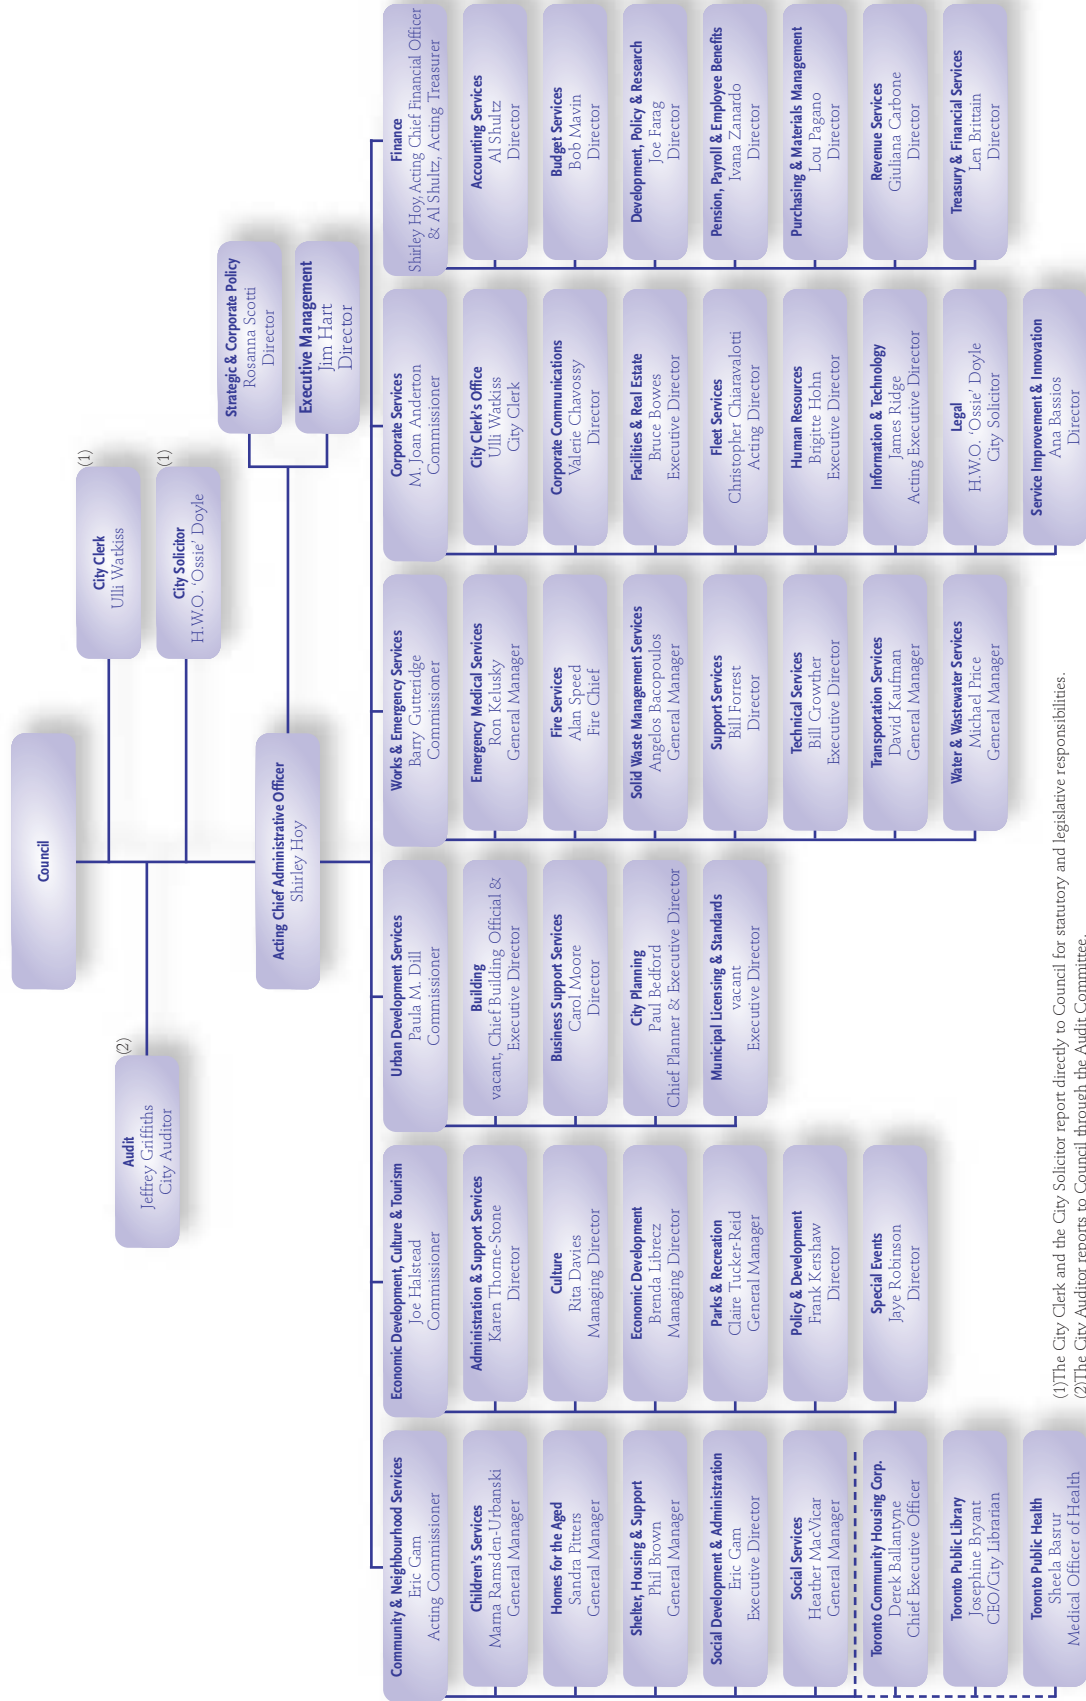 Council
City Clerk
Ulli Watkiss
(1)
Audit
Jeffrey Griffiths
City Auditor
(2)
City Solicitor
H.W.O. ‘Ossie’ Doyle
(1)
Acting Chief Administrative Officer
Shirley Hoy
Strategic & Corporate Policy
Rosanna Scotti
Director
Executive Management
Jim Hart
Director
Community & Neighbourhood Services
Eric Gam
Acting Commissioner
Children's Services
Marna Ramsden-Urbanski
General Manager
Homes for the Aged
Sandra Pitters
General Manager
Shelter, Housing & Support
Phil Brown
General Manager
Social Development & Administration
Eric Gam
Executive Director
Social Services
Heather MacVicar
General Manager
Toronto Community Housing Corp.
Derek Ballantyne
Chief Executive Officer
Toronto Public Library
Josephine Bryant
CEO/City Librarian
Toronto Public Health
Sheela Basrur
Medical Officer of Health
Economic Development, Culture & Tourism
Joe Halstead
Commissioner
Administration & Support Services
Karen Thorne-Stone
Director
Culture
Rita Davies
Managing Director
Economic Development
Brenda Librecz
Managing Director
Parks & Recreation
Claire Tucker-Reid
General Manager
Policy & Development
Frank Kershaw
Director
Special Events
Jaye Robinson
Director
Urban Development Services
Paula M. Dill
Commissioner
Building
vacant, Chief Building Official &
Executive Director
Business Support Services
Carol Moore
Director
City Planning
Paul Bedford
Chief Planner & Executive Director
Municipal Licensing & Standards
vacant
Executive Director
Works & Emergency Services
Barry Gutteridge
Commissioner
Emergency Medical Services
Ron Kelusky
General Manager
Fire Services
Alan Speed
Fire Chief
Solid Waste Management Services
Angelos Bacopoulos
General Manager
Support Services
Bill Forrest
Director
Technical Services
Bill Crowther
Executive Director
Transportation Services
David Kaufman
General Manager
Water & Wastewater Services
Michael Price
General Manager
Corporate Services
M. Joan Anderton
Commissioner
City Clerk's Office
Ulli Watkiss
City Clerk
Corporate Communications
Valerie Chavossy
Director
Facilities & Real Estate
Bruce Bowes
Executive Director
Fleet Services
Christopher Chiaravalotti
Acting Director
Human Resources
Brigitte Hohn
Executive Director
Information & Technology
James Ridge
Acting Executive Director
Legal
H.W.O. ‘Ossie’ Doyle
City Solicitor
Service Improvement & Innovation
Ana Bassios
Director
Finance
Shirley Hoy, Acting Chief Financial Officer
& Al Shultz, Acting Treasurer
Accounting Services
Al Shultz
Director
Budget Services
Bob Mavin
Director
Development, Policy & Research
Joe Farag
Director
Pension, Payroll & Employee Benefits
Ivana Zanardo
Director
Purchasing & Materials Management
Lou Pagano
Director
Revenue Services
Giuliana Carbone
Director
Treasury & Financial Services
Len Brittain
Director
(1)The City Clerk and the City Solicitor report directly to Council for statutory and legislative responsibilities.
(2)The City Auditor reports to Council through the Audit Committee.